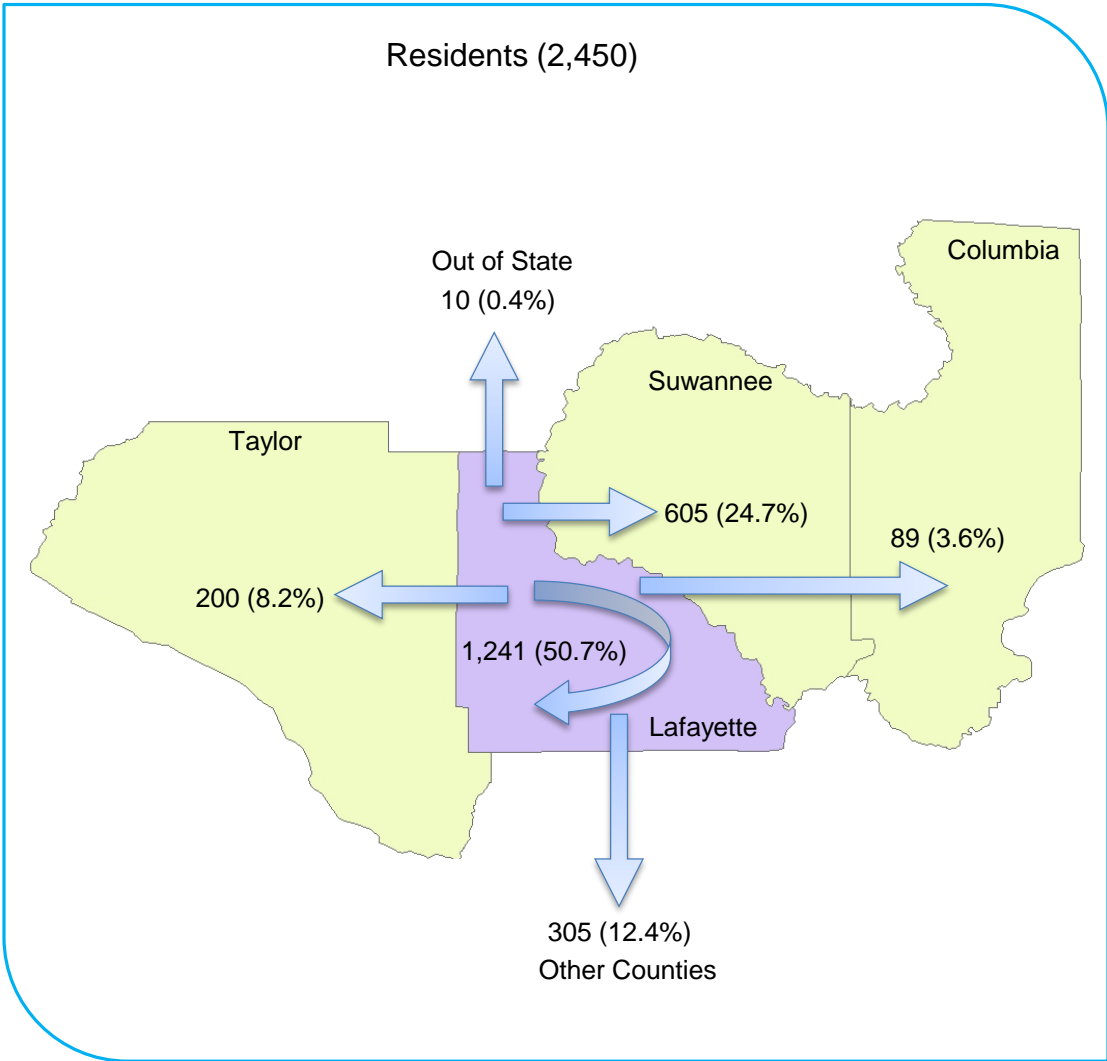 Residents (2,450)
Columbia
Out of State
10 (0.4%)
Suwannee
Taylor
605 (24.7%)
89 (3.6%)
200 (8.2%)
1,241 (50.7%)
Lafayette
305 (12.4%)
Other Counties